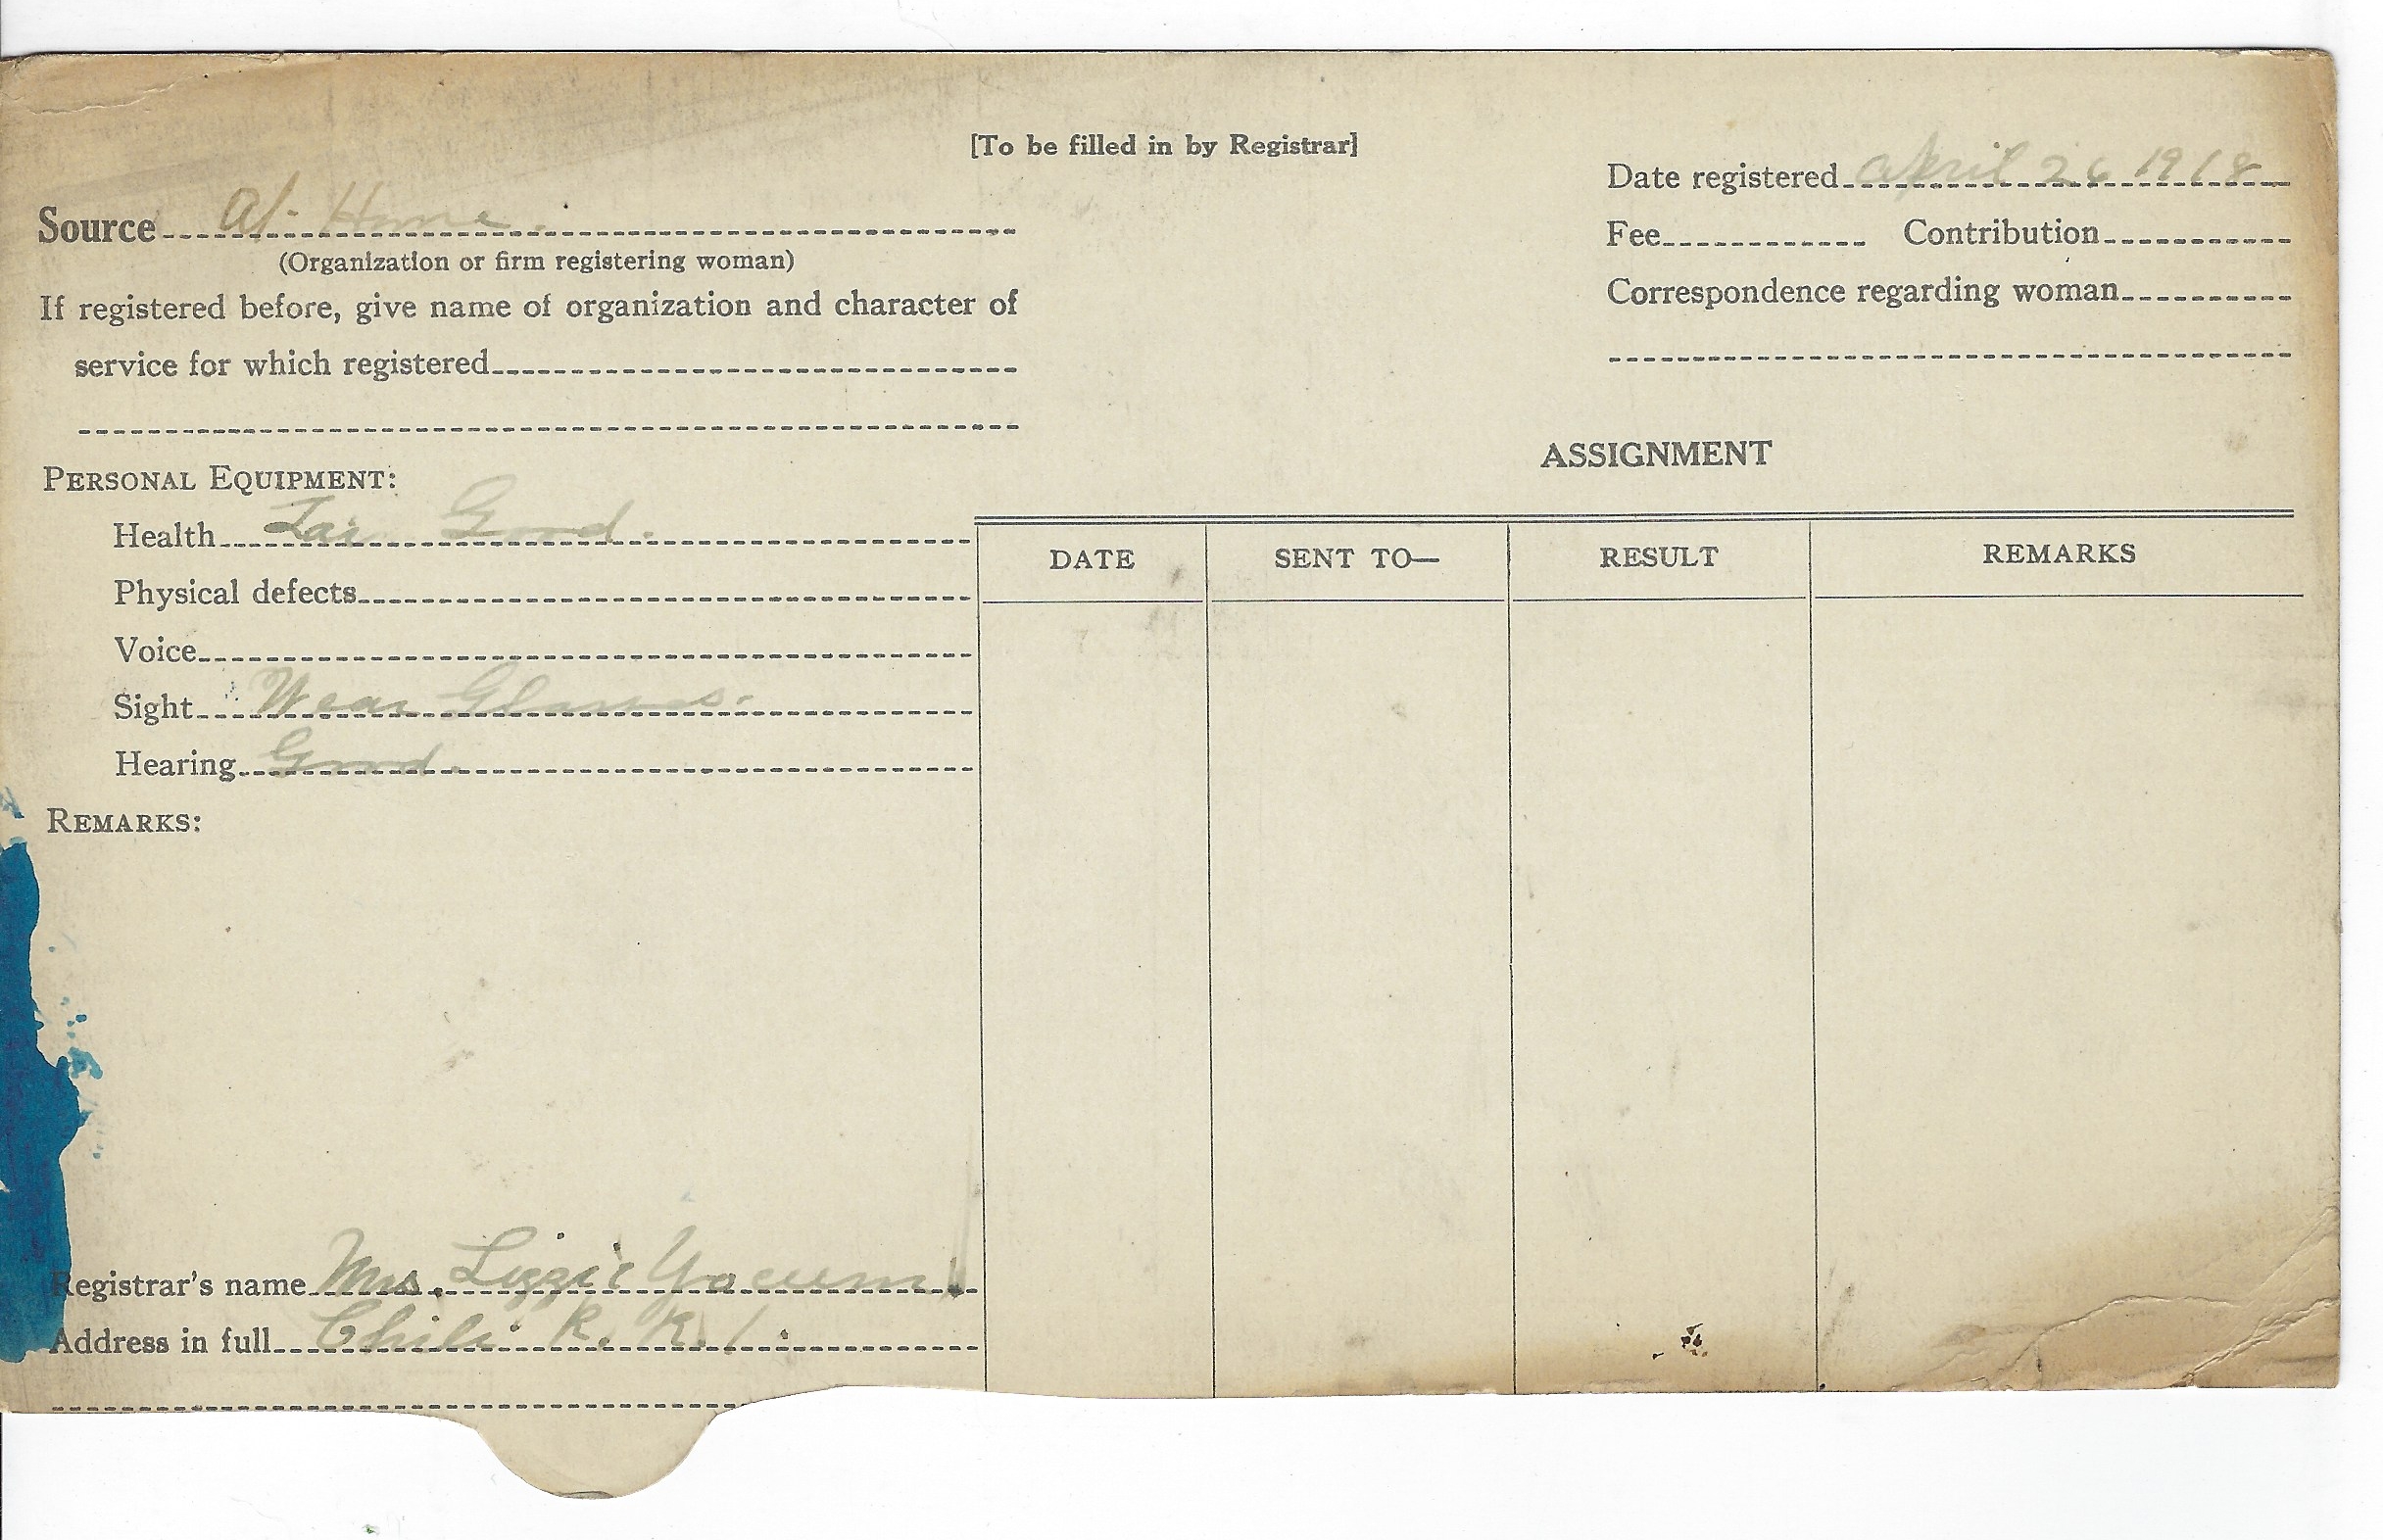 [To be filled in by Registrar]
Date registered April 26 1918
Source At Home.
Fee Contribution
(Organization or firm registering woman)
If registered before, give name of organization and character of
Correspondence regarding woman
service for which registered
ASSIGNMENT
PERSONAL EQUIPMENT:
Health Good.
DATE SENT TO— RESULT REMARKS
Physical defects
Voice
Sight Wear Glasses.
Hearing Good.
REMARKS:
Registrar's name Mrs. Lizzie Yocum.
Address in full Chili R. R. 1.